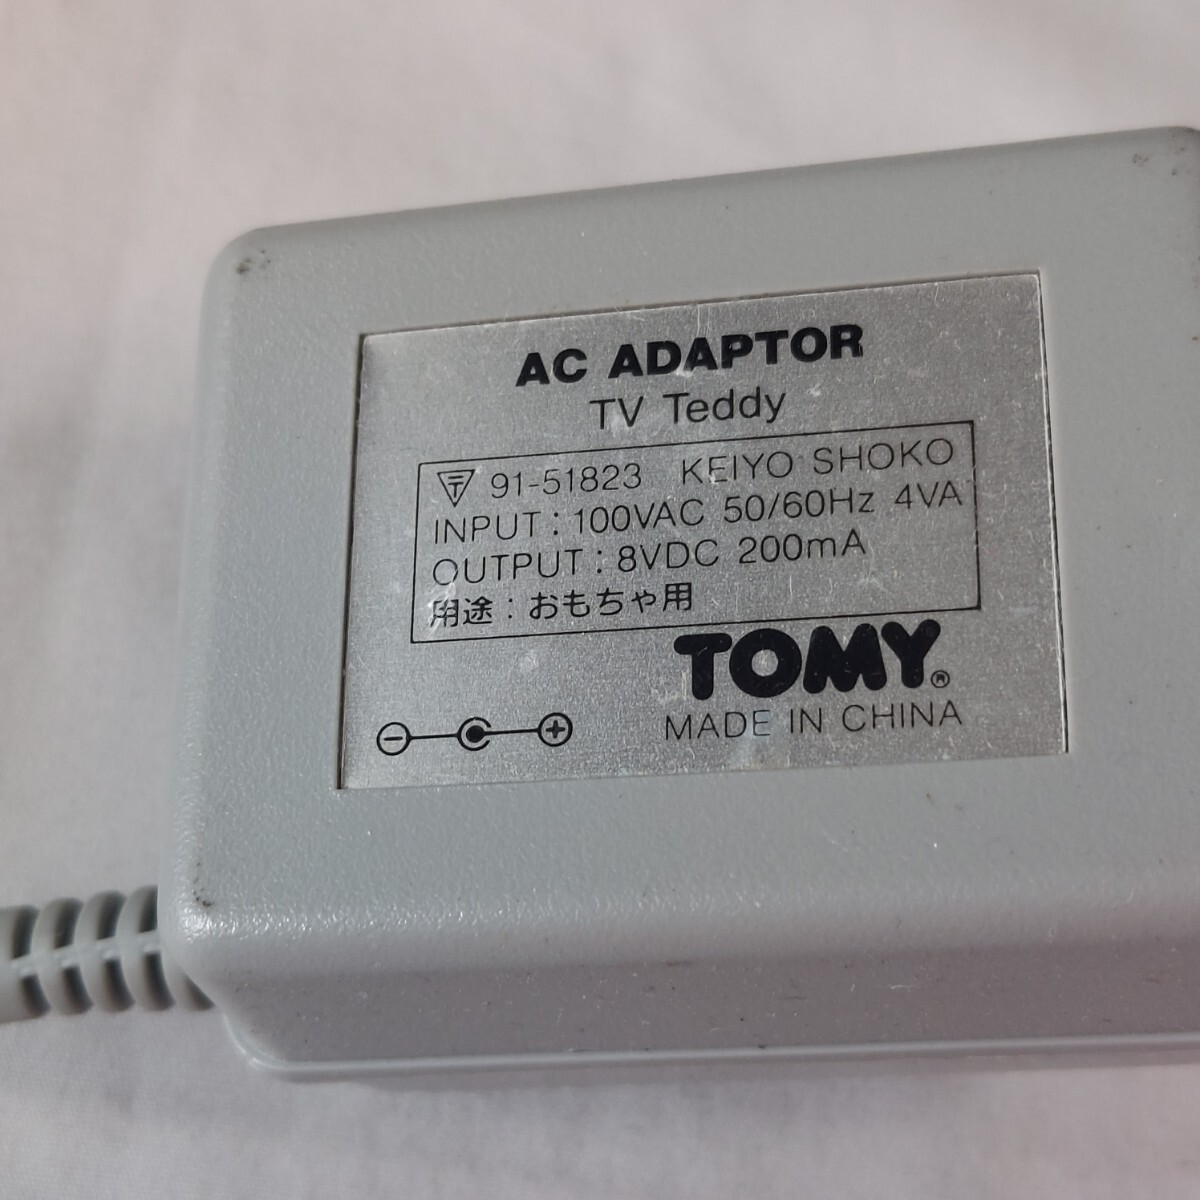 AC ADAPTOR
TV Teddy
91-51823 KEIYO SHOKO
INPUT : 100VAC 50/60Hz 4VA
OUTPUT : 8VDC 200mA
用途 : おもちゃ用
TOMY®
MADE IN CHINA